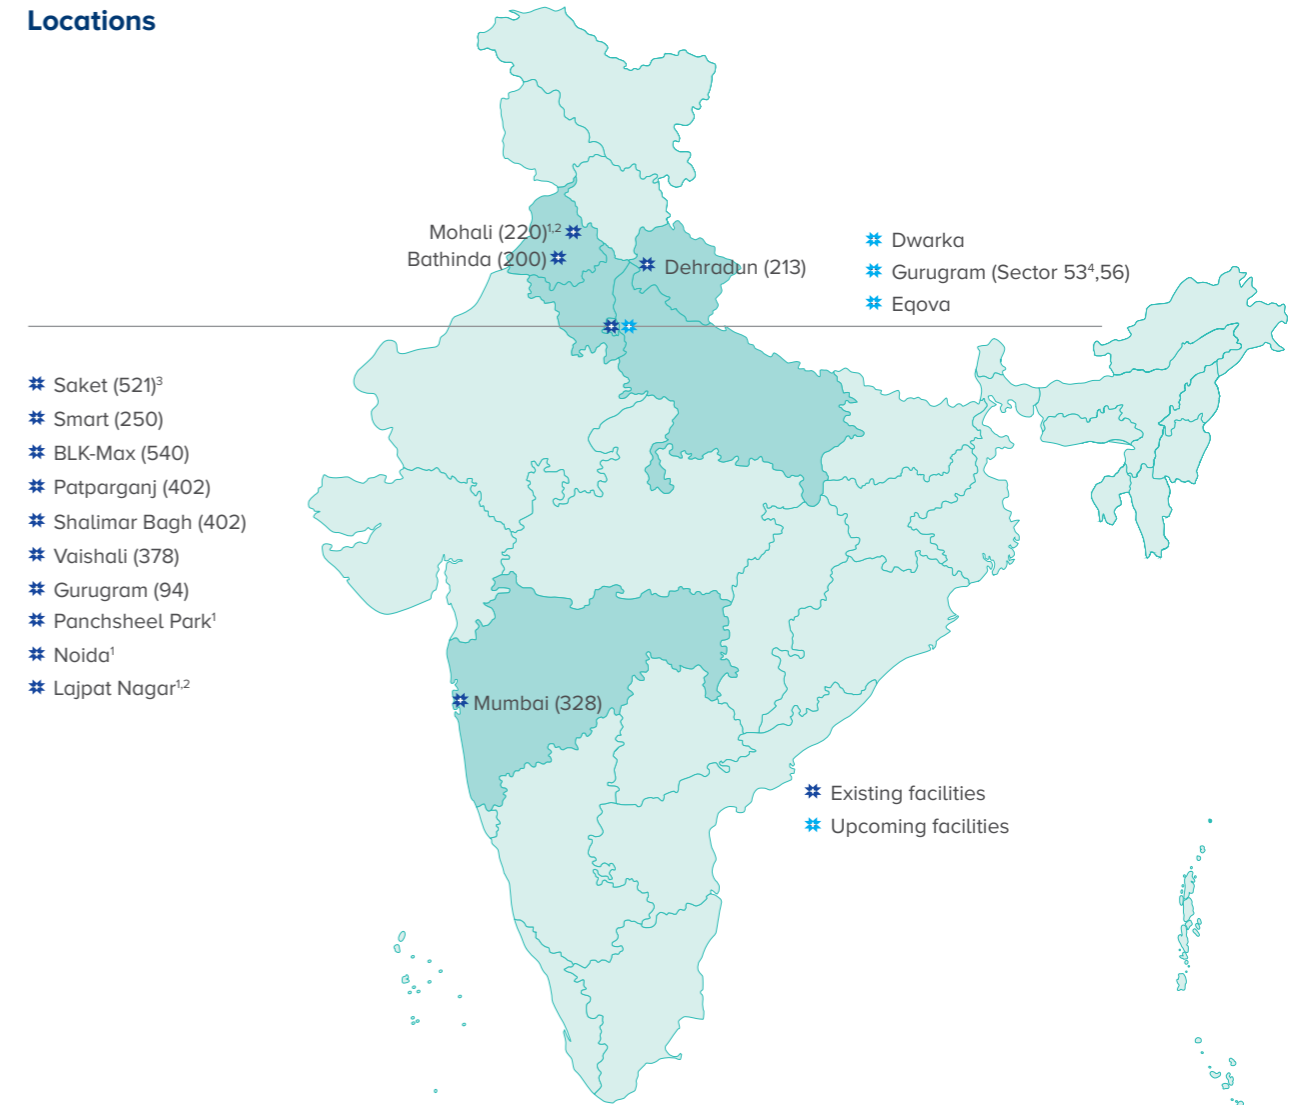 Locations
Mohali (220)1,2
Bathinda (200)
Dehradun (213)
Dwarka
Gurugram (Sector 534,56)
Eqova
Saket (521)3
Smart (250)
BLK-Max (540)
Patparganj (402)
Shalimar Bagh (402)
Vaishali (378)
Gurugram (94)
Panchsheel Park1
Noida1
Lajpat Nagar1,2
Mumbai (328)
Existing facilities
Upcoming facilities